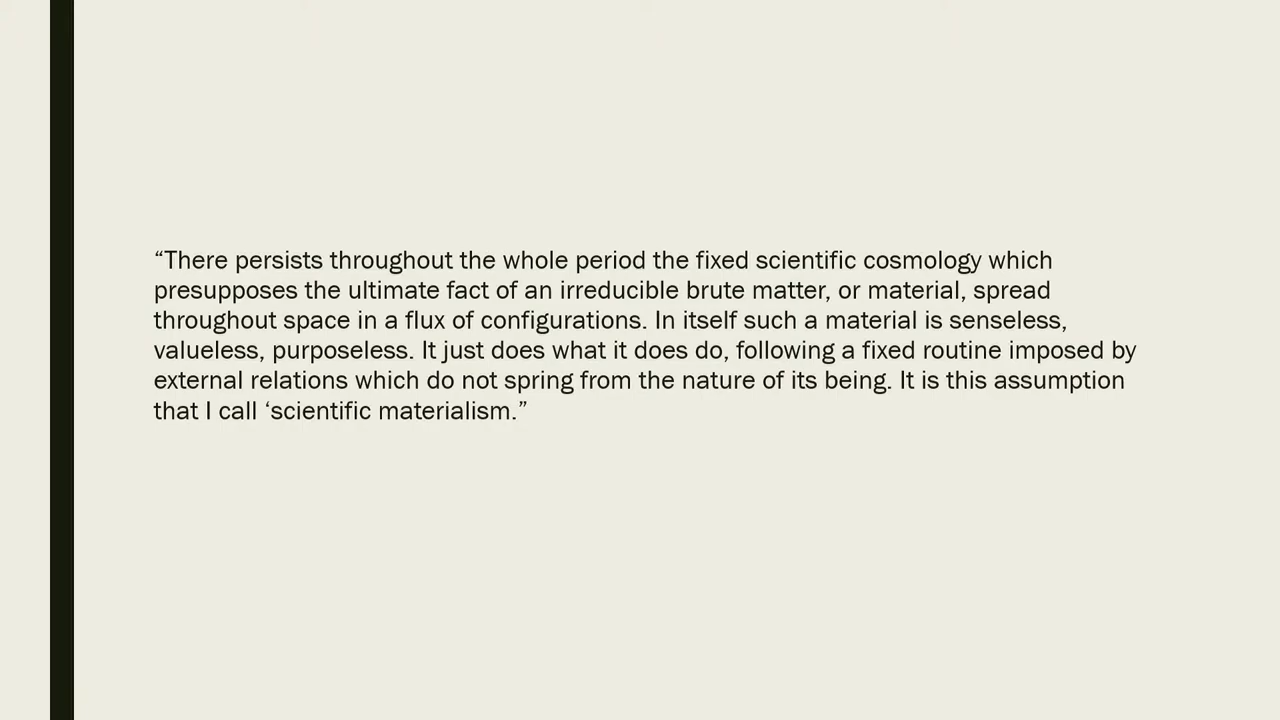 “There persists throughout the whole period the fixed scientific cosmology which
presupposes the ultimate fact of an irreducible brute matter, or material, spread
throughout space in a flux of configurations. In itself such a material is senseless,
valueless, purposeless. It just does what it does do, following a fixed routine imposed by
external relations which do not spring from the nature of its being. It is this assumption
that I call ‘scientific materialism.”